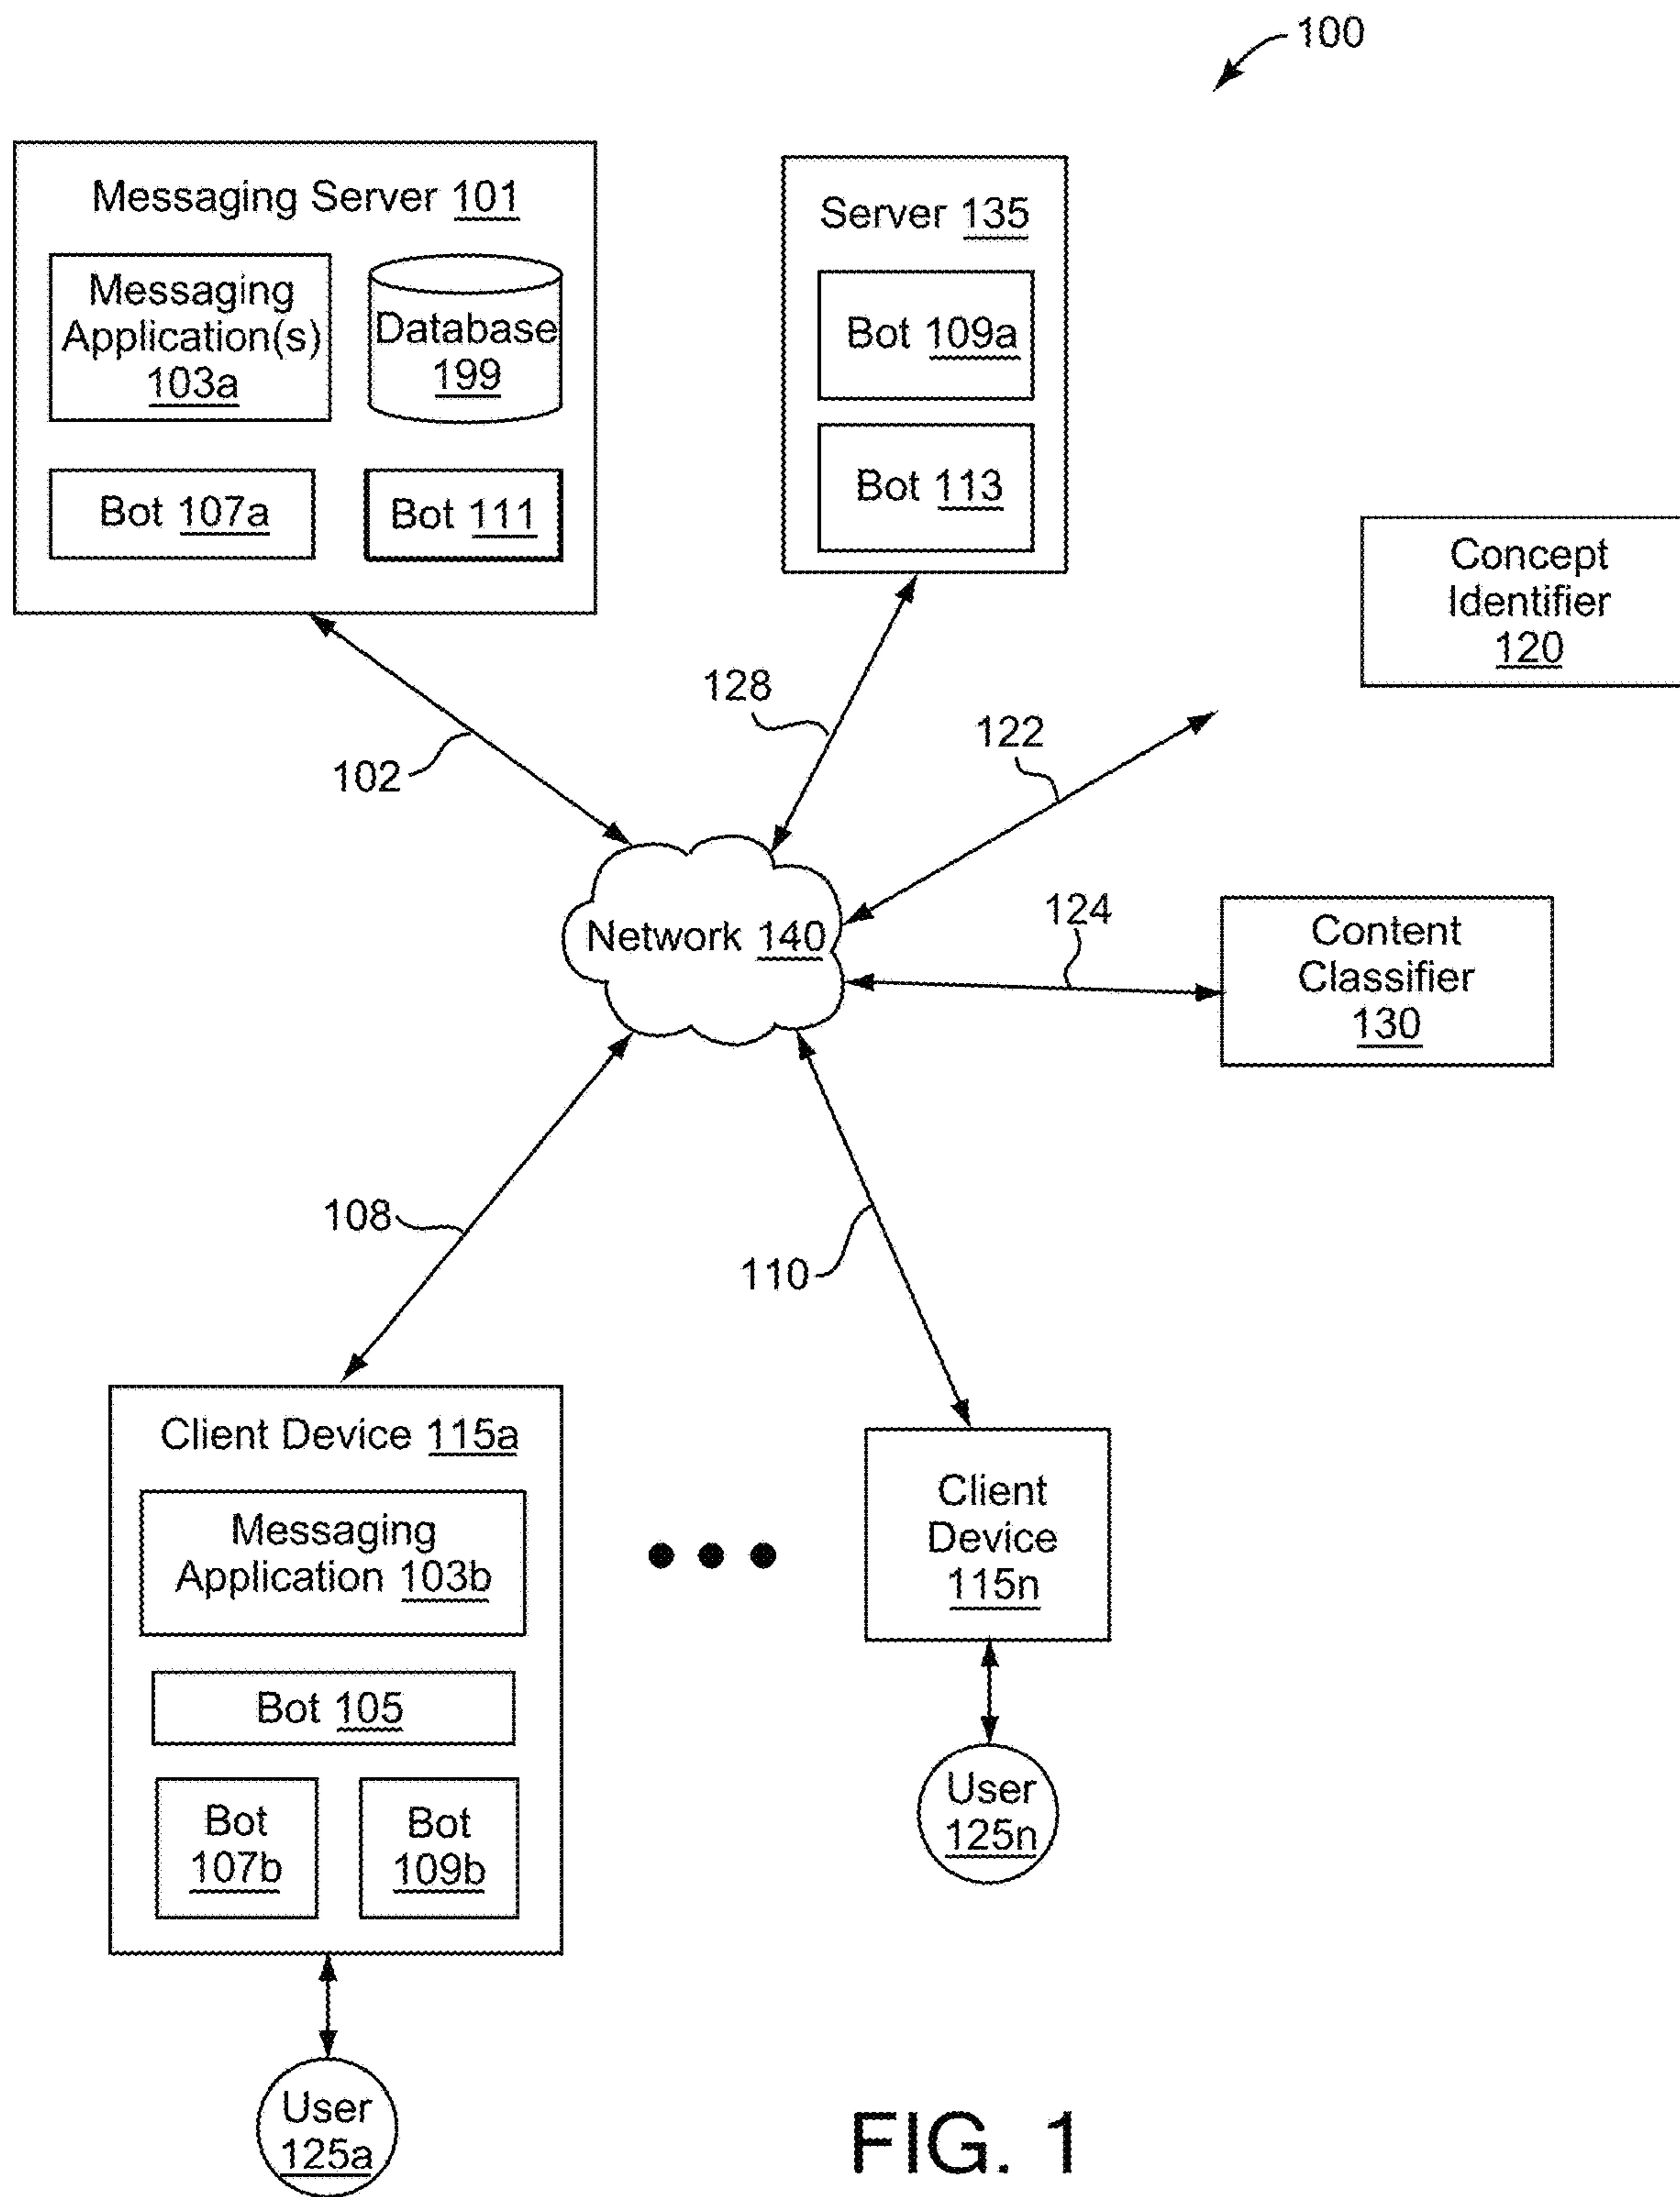 100
Messaging Server 101
Messaging
Application(s)
103a
Database
199
Bot 107a
Bot 111
Server 135
Bot 109a
Bot 113
Concept
Identifier
120
128
102
122
124
Network 140
Content
Classifier
130
108
110
Client Device 115a
Messaging
Application 103b
Bot 105
Bot
107b
Bot
109b
Client
Device
115n
User
125n
User
125a
FIG. 1